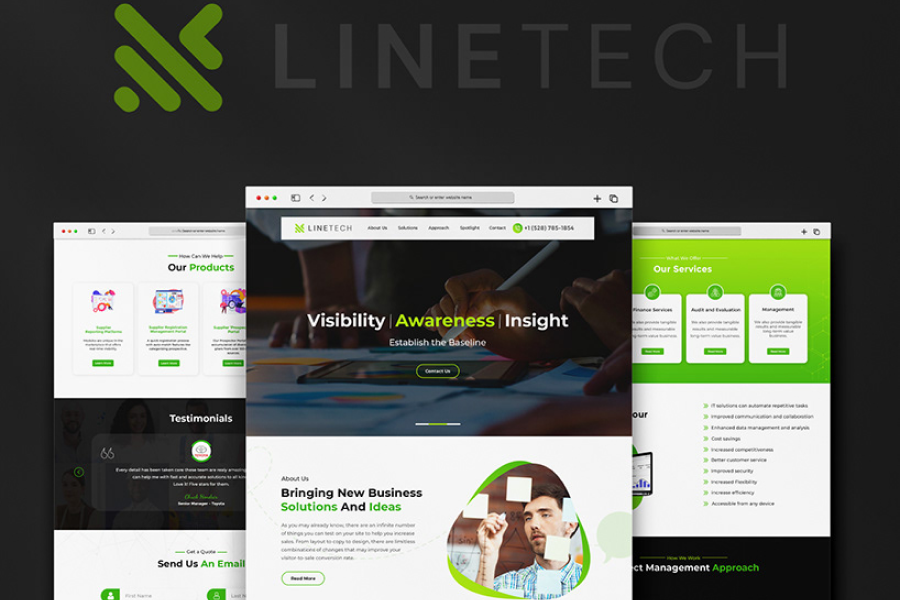 LINETECH
Search or enter website name
How Can We Help
Our Products
Supplier
Reporting Platforms
Learn More
Supplier Registration
Management Portal
Learn More
Supplier Prospe
Portal
Testimonials
Every detail has been taken care these team are realy amazing
can help me with fast and accurate solutions to all kin
Love it! Five stars for them.
Senior Manager - Toyota
Get a Quote
Send Us An Email
First Name
Last N
Search or enter website name
LINETECH
About Us
Solutions
Approach
Spotlight
Contact
+1 (528) 785-1854
Visibility | Awareness | Insight
Establish the Baseline
Contact Us
About Us
Bringing New Business
Solutions And Ideas
As you may already know, there are an infinite number
of things you can test on your site to help you increase
sales. From layout to copy to design, there are limitless
combinations of changes that may improve your
visitor-to-sale conversion rate.
Read More
Search or enter website name
What We Offer
Our Services
Finance Services
Audit and Evaluation
We also provide tangible
results and measurable
long-term value
business.
Read More
Management
We also provide tangible
results and measurable
long-term value
business.
Read More
our
IT solutions can automate repetitive tasks
Improved communication and collaboration
Enhanced data management and analysis
Cost savings
Increased competitiveness
Better customer service
Improved security
Increased Flexibility
Increase efficiency
Accessible from any device
How We Work
ct Management Approach